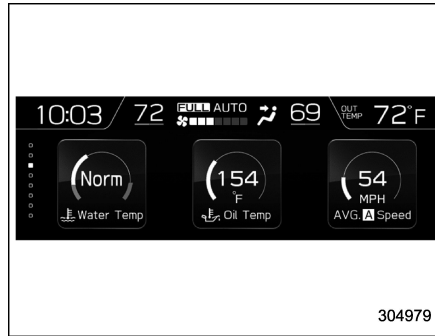 10:03 72 FULL AUTO 69 OUT TEMP 72°F
Norm
Water Temp
154
°F
Oil Temp
54
MPH
AVG. A Speed
304979